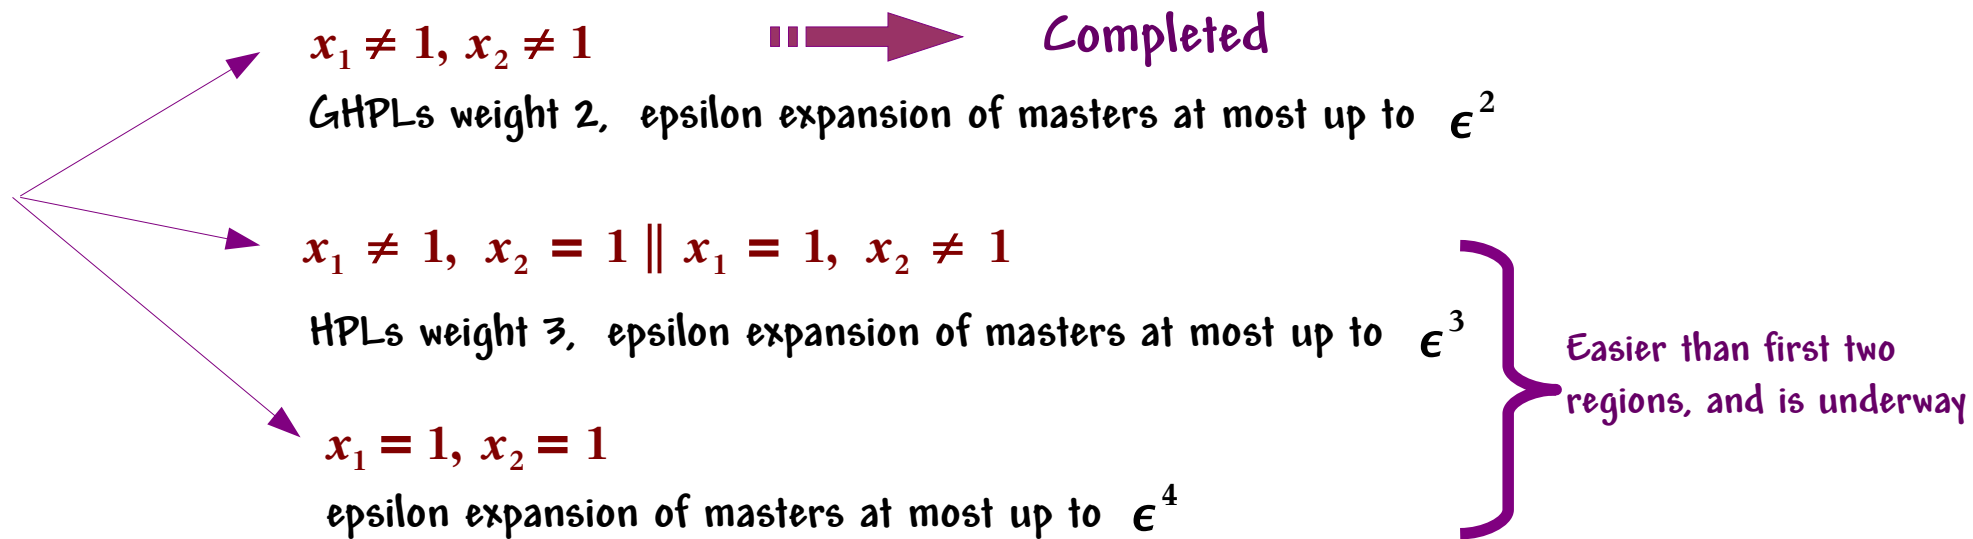 x₁ ≠ 1, x₂ ≠ 1 Completed
GHPLs weight 2, epsilon expansion of masters at most up to ϵ²
x₁ ≠ 1, x₂ = 1 ‖ x₁ = 1, x₂ ≠ 1
HPLs weight 3, epsilon expansion of masters at most up to ϵ³
Easier than first two
regions, and is underway
x₁ = 1, x₂ = 1
epsilon expansion of masters at most up to ϵ⁴